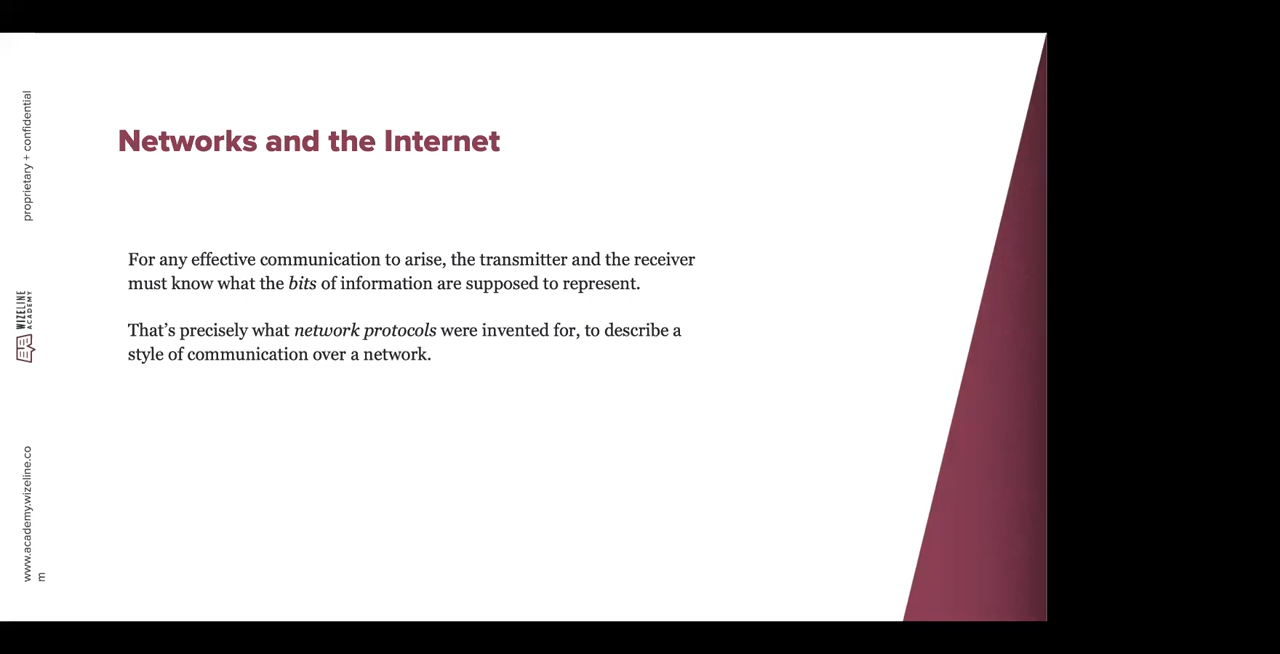 proprietary + confidential
WIZELINE
ACADEMY
www.academy.wizeline.co
m
Networks and the Internet
For any effective communication to arise, the transmitter and the receiver
must know what the bits of information are supposed to represent.
That’s precisely what network protocols were invented for, to describe a
style of communication over a network.